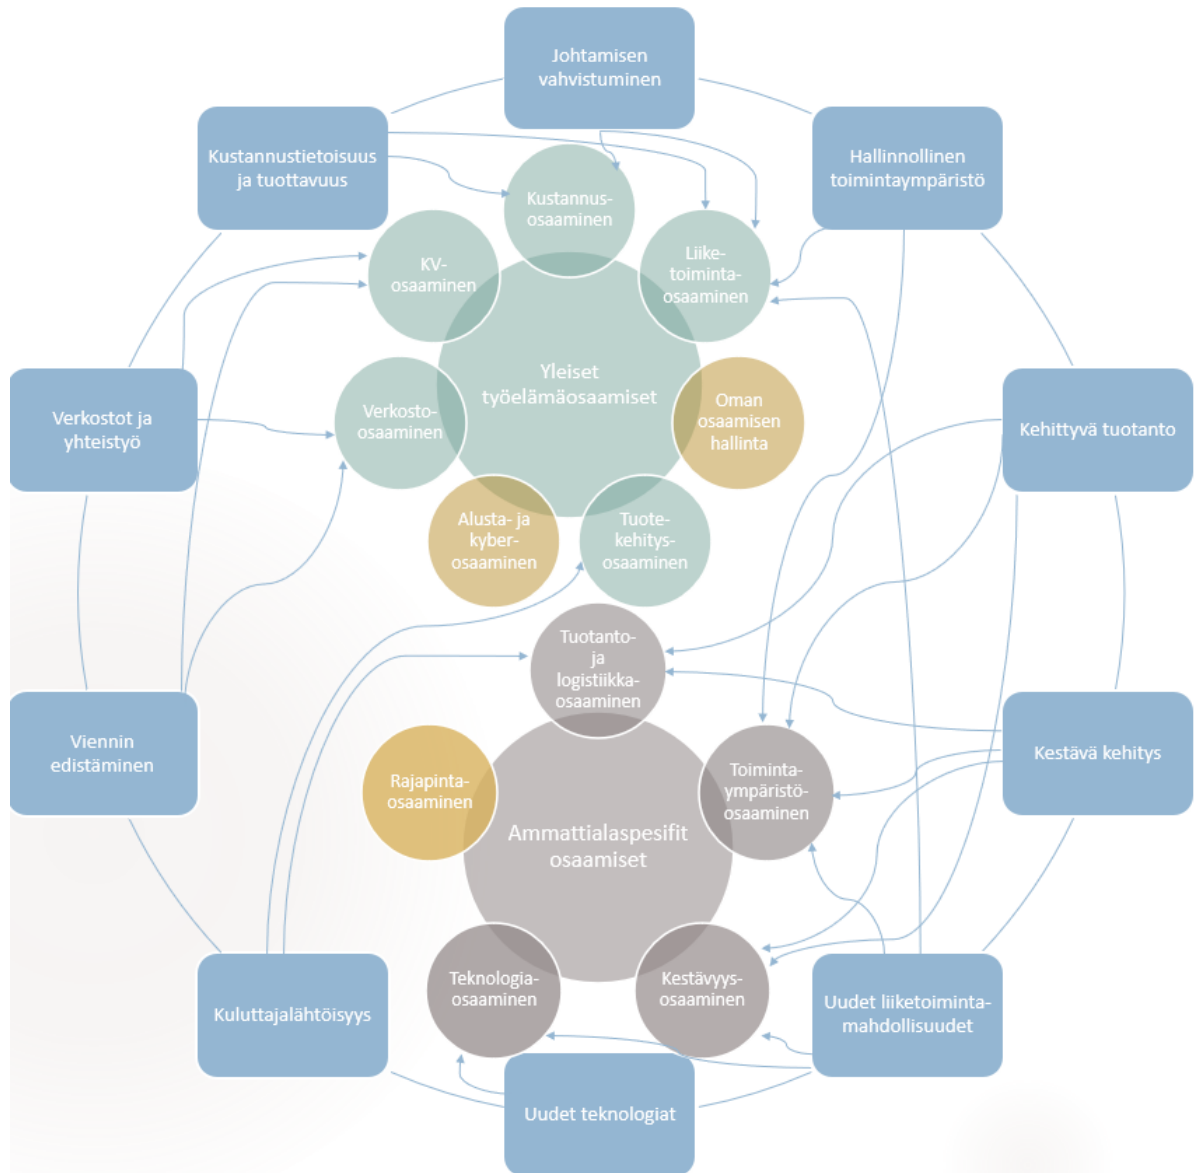 Johtamisen
vahvistuminen
Kustannustietoisuus
ja tuottavuus
Hallinnollinen
toimintaympäristö
Kustannus-
osaaminen
KV-
osaaminen
Liike-
toiminta-
osaaminen
Yleiset
työelämäosaamiset
Verkostot ja
yhteistyö
Verkosto-
osaaminen
Oman
osaamisen
hallinta
Kehittyvä tuotanto
Alusta- ja
kyber-
osaaminen
Tuote-
kehitys-
osaaminen
Tuotanto-
ja
logistiikka-
osaaminen
Viennin
edistäminen
Rajapinta-
osaaminen
Toiminta-
ympäristö-
osaaminen
Kestävä kehitys
Ammattialaspesifit
osaamiset
Kuluttajalähtöisyys
Teknologia-
osaaminen
Kestävyys-
osaaminen
Uudet liiketoiminta-
mahdollisuudet
Uudet teknologiat